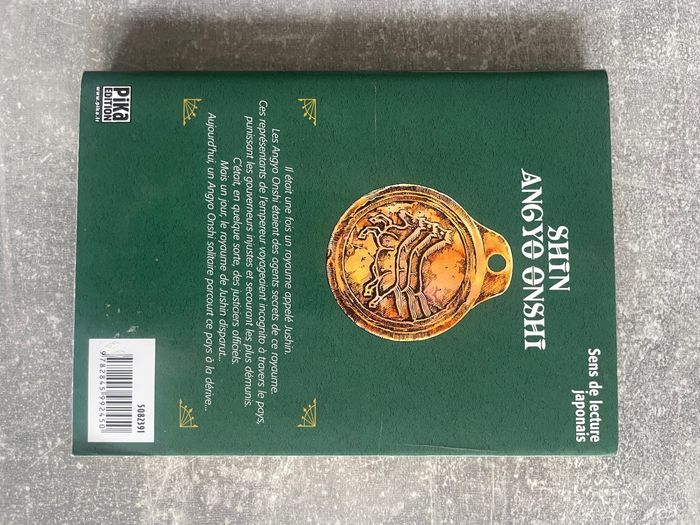 SHIN
ANGYO ONSHI
Sens de lecture
japonais
Il était une fois un royaume appelé Jushin.
Les Angyo Onshi étaient des agents secrets de ce royaume.
Ces représentants de l'empereur voyageaient incognito à travers le pays,
punissant les gouverneurs injustes et secourant les plus démunis.
C'était, en quelque sorte, des justiciers officiels.
Mais un jour, le royaume de Jushin disparut...
Aujourd'hui, un Angyo Onshi solitaire parcourt ce pays à la dérive...
PiKA
EDITION
www.pika.fr
5082391
9782845992450